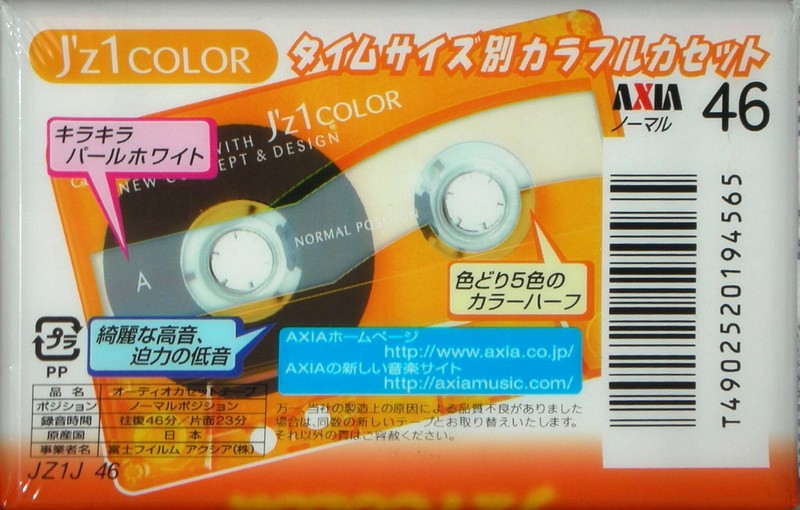 J'z1 COLOR
タイムサイズ別カラフルカセット
AXIA
ノーマル
46
キラキラ
パールホワイト
J'z1 COLOR
WITH
NEW CONCEPT & DESIGN
NORMAL POSITION
A
色どり5色の
カラーハーフ
綺麗な高音、
迫力の低音
プラ
PP
AXIAホームページ
http://www.axia.co.jp/
AXIAの新しい音楽サイト
http://axiamusic.com/
品 名 オーディオカセットテープ
ポジション ノーマルポジション
録音時間 往復46分/片面23分
原産国 日 本
事業者名 富士フイルム アクシア(株)
万一、当社の製造上の原因による品質不良がありました
場合は、同数の新しいテープとお取り替えいたします。
それ以外の責はご容赦ください。
JZ1J 46
T4902520194565